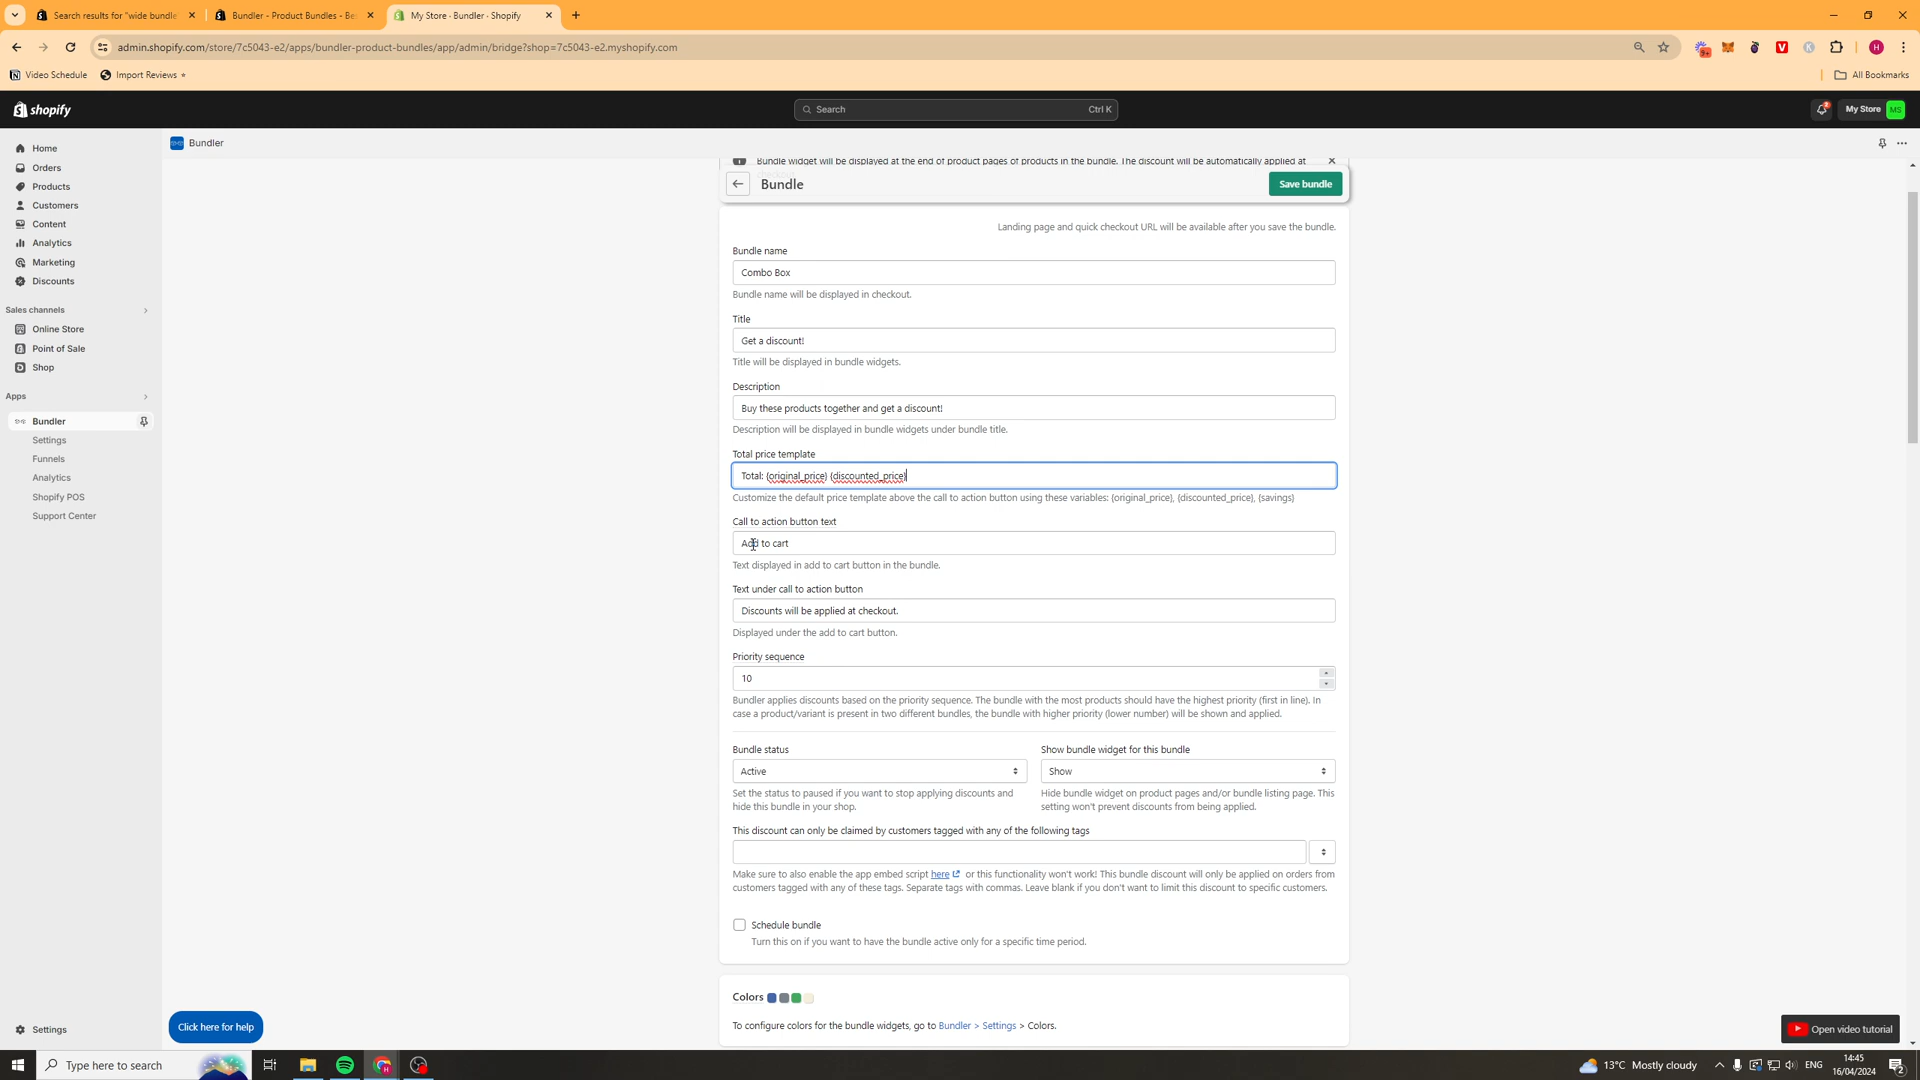 Search results for "wide bundle"
Bundler - Product Bundles - Be
My Store · Bundler · Shopify
admin.shopify.com/store/7c5043-e2/apps/bundler-product-bundles/app/admin/bridge?shop=7c5043-e2.myshopify.com
9+
H
Video Schedule
Import Reviews
All Bookmarks
shopify
Search
Ctrl K
2
My Store
MS
Home
Orders
Products
Customers
Content
Analytics
Marketing
Discounts
Sales channels
Online Store
Point of Sale
Shop
Apps
Bundler
Settings
Funnels
Analytics
Shopify POS
Support Center
Settings
Bundler
Bundle widget will be displayed at the end of product pages of products in the bundle. The discount will be automatically applied at
Bundle
Save bundle
Landing page and quick checkout URL will be available after you save the bundle.
Bundle name
Combo Box
Bundle name will be displayed in checkout.
Title
Get a discount!
Title will be displayed in bundle widgets.
Description
Buy these products together and get a discount!
Description will be displayed in bundle widgets under bundle title.
Total price template
Total: {original_price} {discounted_price}
Customize the default price template above the call to action button using these variables: {original_price}, {discounted_price}, {savings}
Call to action button text
Add to cart
Text displayed in add to cart button in the bundle.
Text under call to action button
Discounts will be applied at checkout.
Displayed under the add to cart button.
Priority sequence
10
Bundler applies discounts based on the priority sequence. The bundle with the most products should have the highest priority (first in line). In
case a product/variant is present in two different bundles, the bundle with higher priority (lower number) will be shown and applied.
Bundle status
Show bundle widget for this bundle
Active
Show
Set the status to paused if you want to stop applying discounts and
hide this bundle in your shop.
Hide bundle widget on product pages and/or bundle listing page. This
setting won't prevent discounts from being applied.
This discount can only be claimed by customers tagged with any of the following tags
Make sure to also enable the app embed script here or this functionality won't work! This bundle discount will only be applied on orders from
customers tagged with any of these tags. Separate tags with commas. Leave blank if you don't want to limit this discount to specific customers.
Schedule bundle
Turn this on if you want to have the bundle active only for a specific time period.
Colors
To configure colors for the bundle widgets, go to Bundler > Settings > Colors.
Click here for help
Open video tutorial
Type here to search
13°C Mostly cloudy
ENG
14:45
16/04/2024
2